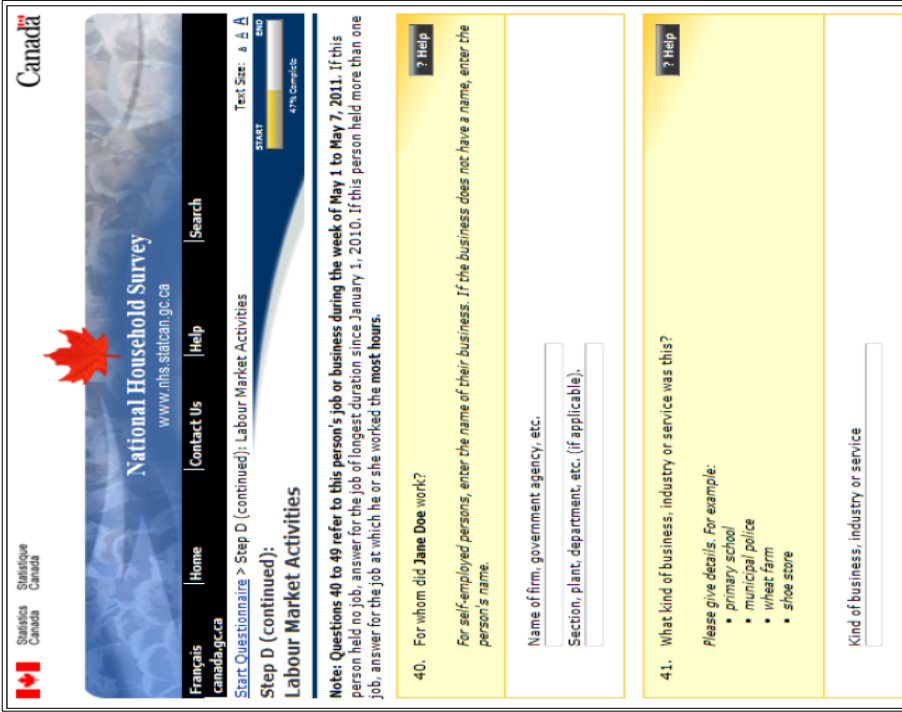 Statistics
Canada
Statistique
Canada
Canada
National Household Survey
www.nhs.statcan.gc.ca
Français |Home |Contact Us |Help |Search
canada.gc.ca
Start Questionnaire > Step D (continued): Labour Market Activities
Text Size: A A A
Step D (continued):
Labour Market Activities
START END
47% Complete
Note: Questions 40 to 49 refer to this person's job or business during the week of May 1 to May 7, 2011. If this
person held no job, answer for the job of longest duration since January 1, 2010. If this person held more than one
job, answer for the job at which he or she worked the most hours.
40. For whom did Jane Doe work?
? Help
For self-employed persons, enter the name of their business. If the business does not have a name, enter the
person's name.
Name of firm, government agency, etc.
Section, plant, department, etc. (if applicable).
41. What kind of business, industry or service was this?
? Help
Please give details. For example:
• primary school
• municipal police
• wheat farm
• shoe store
Kind of business, industry or service